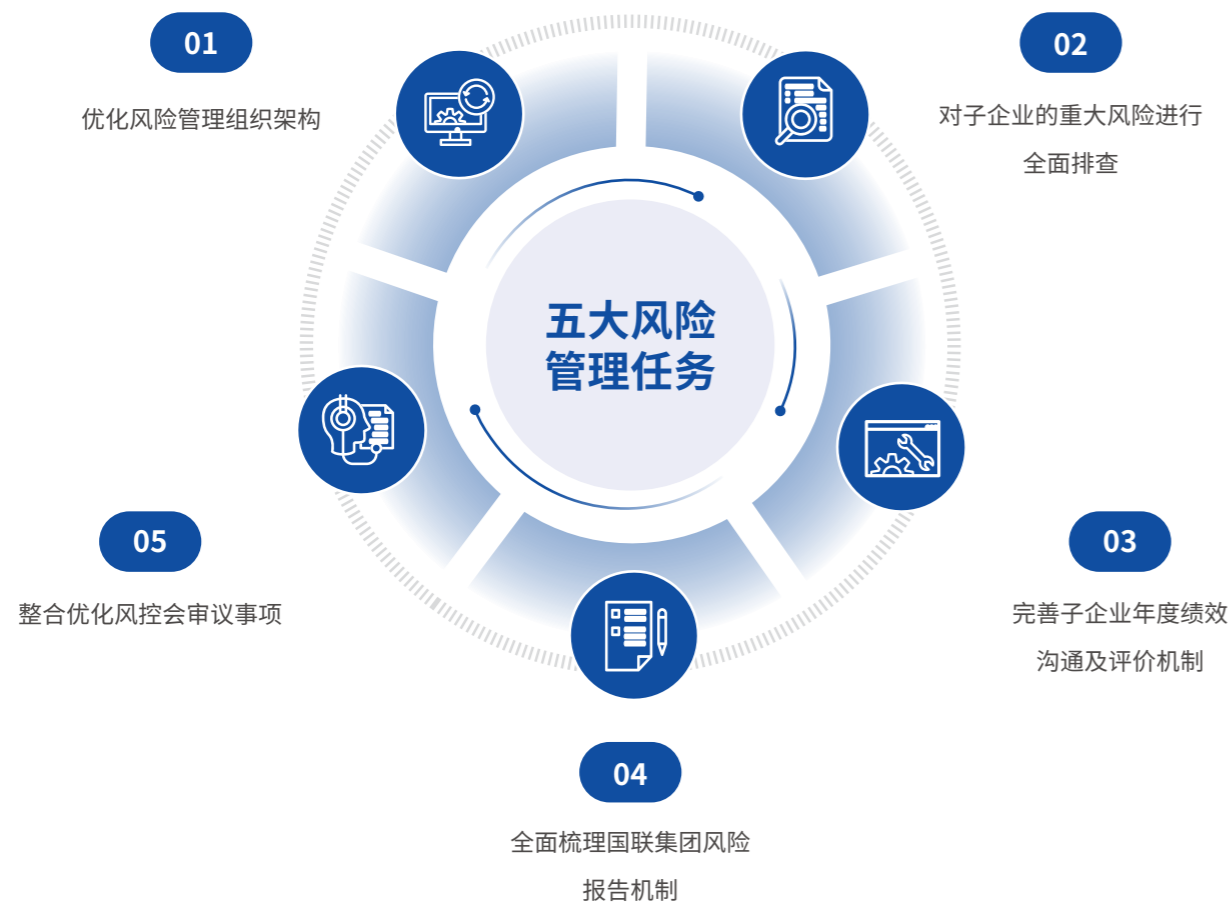 五大风险
管理任务
01
优化风险管理组织架构
02
对子企业的重大风险进行
全面排查
03
完善子企业年度绩效
沟通及评价机制
04
全面梳理国联集团风险
报告机制
05
整合优化风控会审议事项